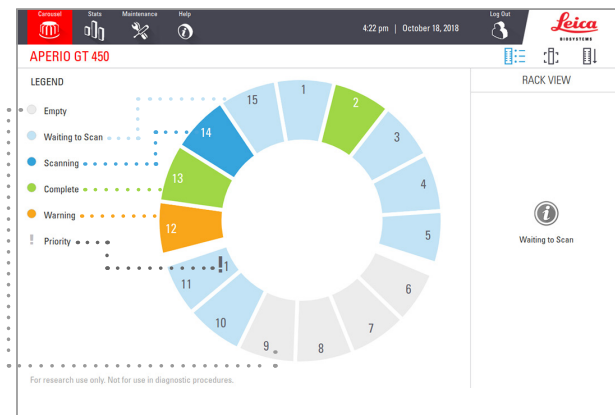 Carousel
Stats
Maintenance
Help
4:22 pm | October 18, 2018
Log Out
Leica
BIOSYSTEMS
APERIO GT 450
RACK VIEW
LEGEND
Empty
Waiting to Scan
Scanning
Complete
Warning
! Priority
1
2
3
4
5
6
7
8
9
10
11
!1
12
13
14
15
i
Waiting to Scan
For research use only. Not for use in diagnostic procedures.